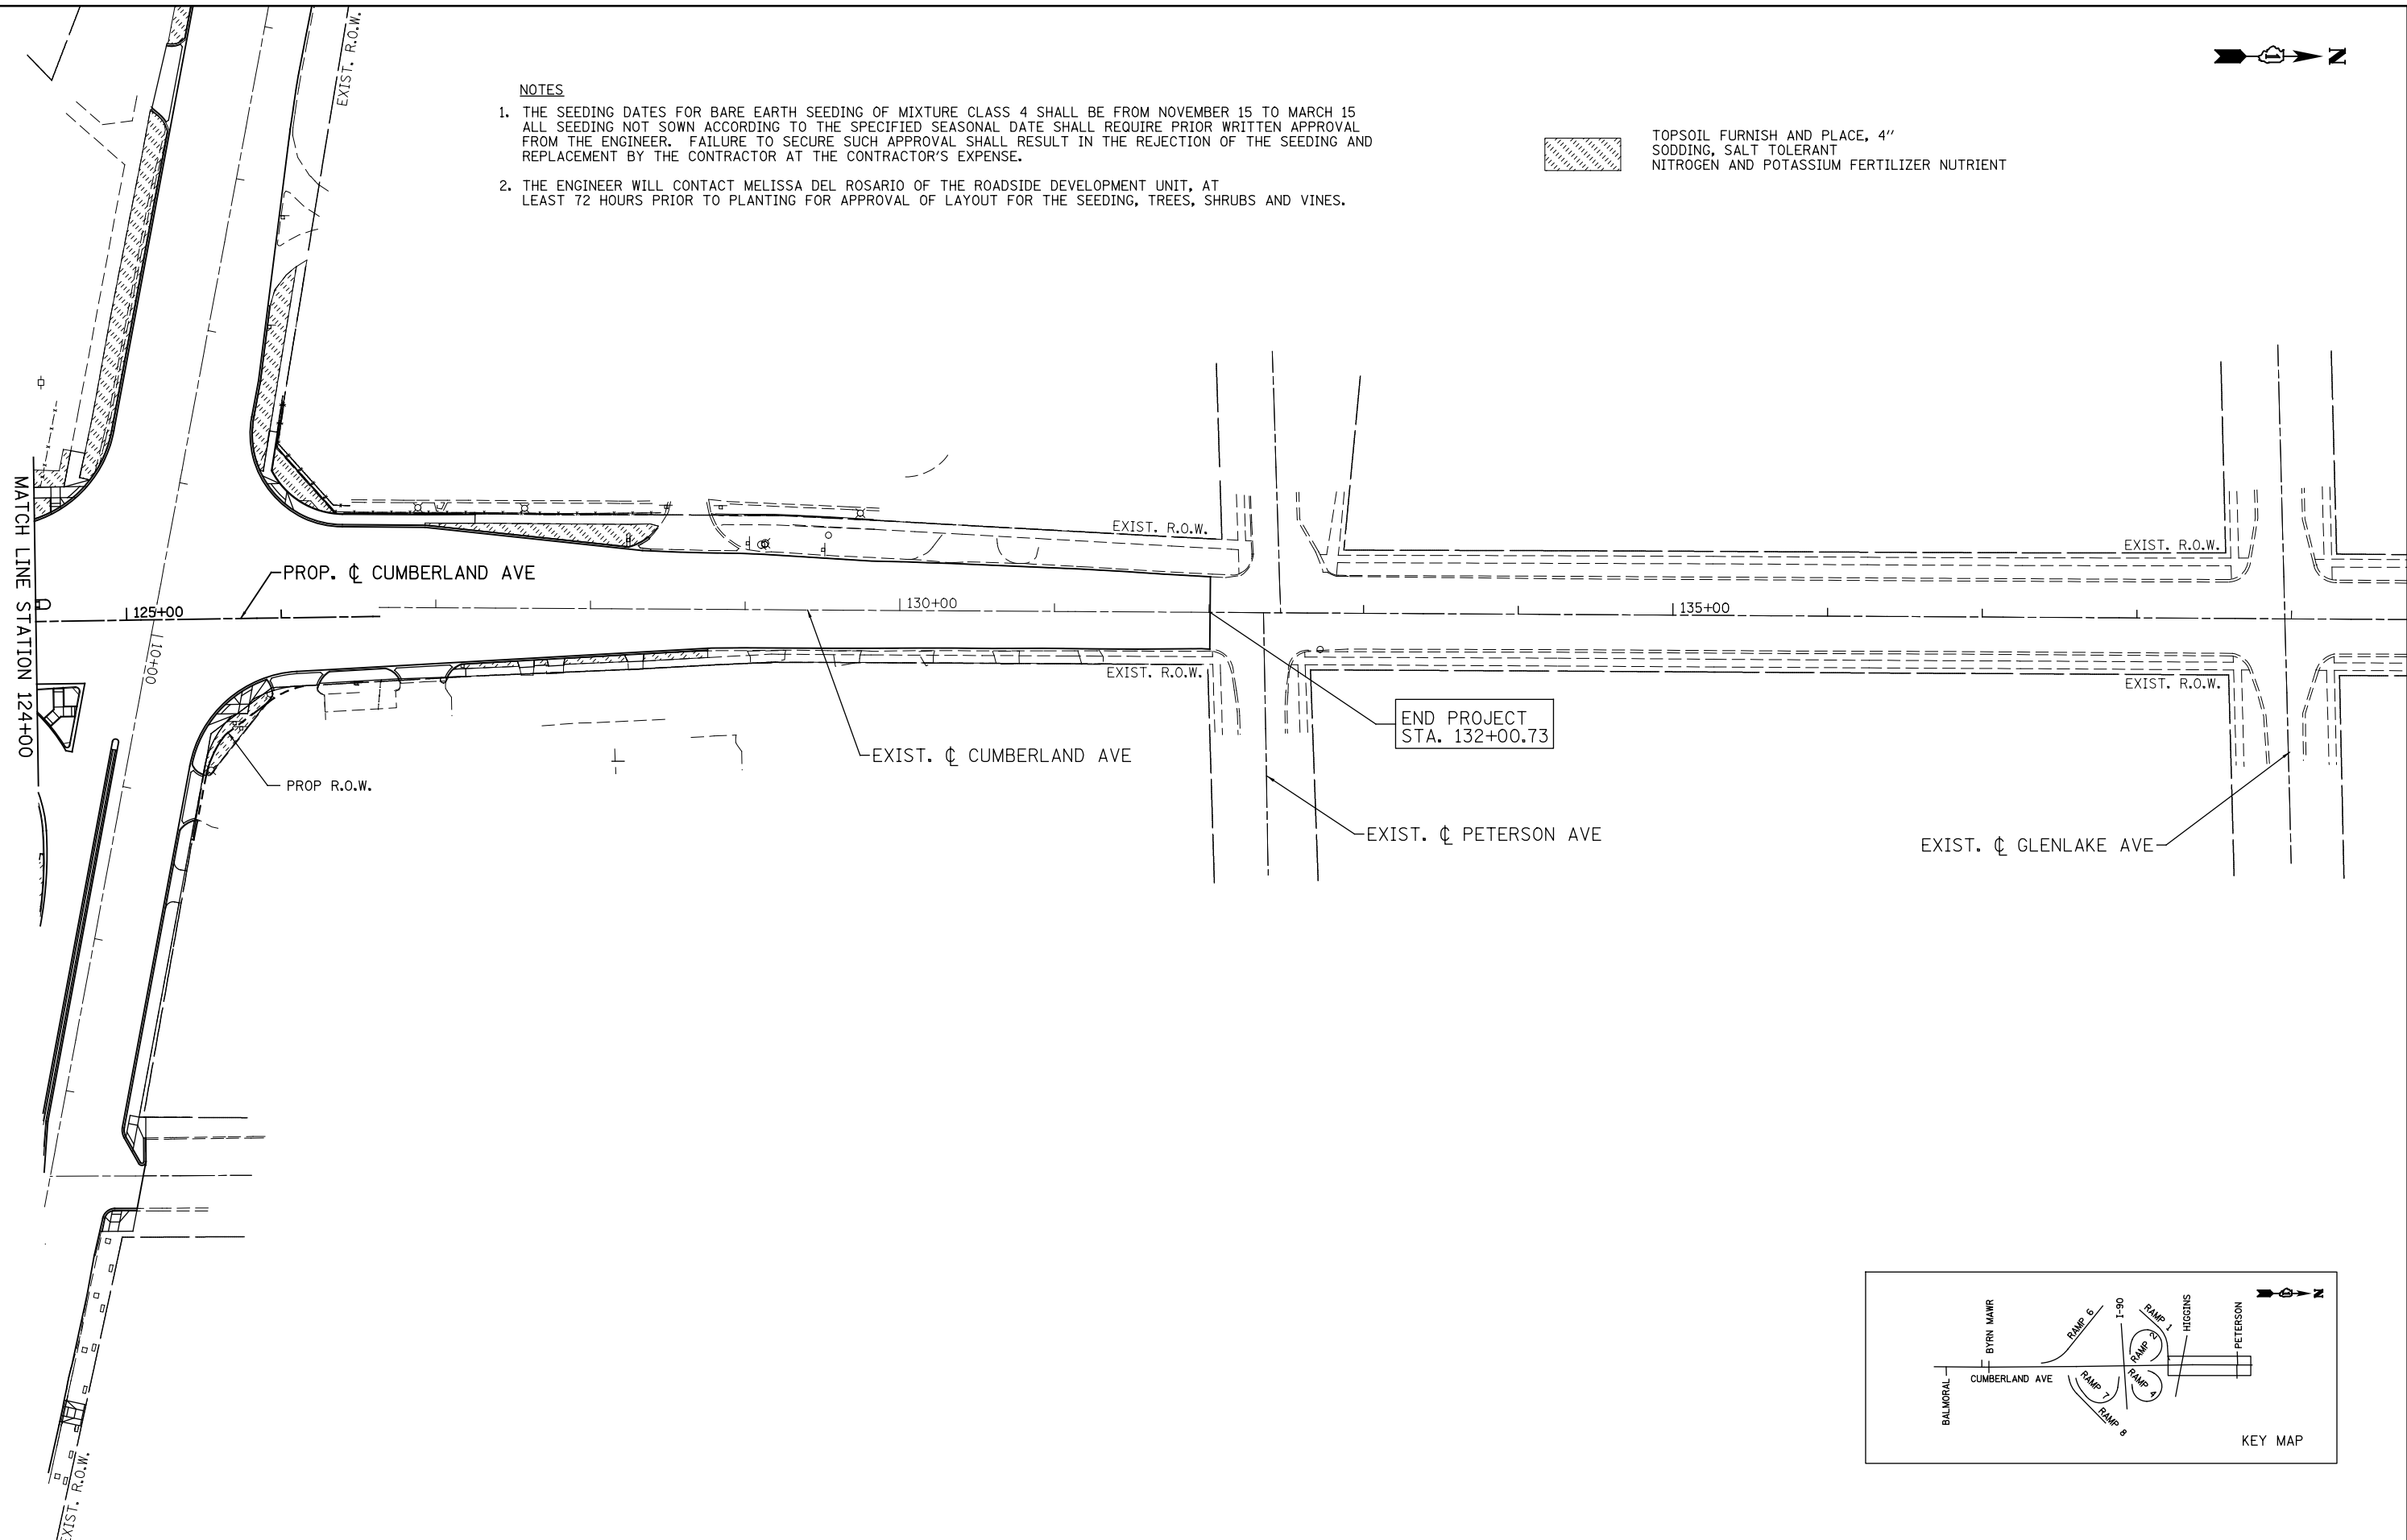 N
EXIST. R.O.W.
NOTES
1. THE SEEDING DATES FOR BARE EARTH SEEDING OF MIXTURE CLASS 4 SHALL BE FROM NOVEMBER 15 TO MARCH 15
ALL SEEDING NOT SOWN ACCORDING TO THE SPECIFIED SEASONAL DATE SHALL REQUIRE PRIOR WRITTEN APPROVAL
FROM THE ENGINEER. FAILURE TO SECURE SUCH APPROVAL SHALL RESULT IN THE REJECTION OF THE SEEDING AND
REPLACEMENT BY THE CONTRACTOR AT THE CONTRACTOR'S EXPENSE.
2. THE ENGINEER WILL CONTACT MELISSA DEL ROSARIO OF THE ROADSIDE DEVELOPMENT UNIT, AT
LEAST 72 HOURS PRIOR TO PLANTING FOR APPROVAL OF LAYOUT FOR THE SEEDING, TREES, SHRUBS AND VINES.
TOPSOIL FURNISH AND PLACE, 4"
SODDING, SALT TOLERANT
NITROGEN AND POTASSIUM FERTILIZER NUTRIENT
MATCH LINE STATION 124+00
EXIST. R.O.W.
EXIST. R.O.W.
PROP. ℄ CUMBERLAND AVE
125+00
130+00
135+00
110+00
EXIST. R.O.W.
EXIST. R.O.W.
END PROJECT
STA. 132+00.73
EXIST. ℄ CUMBERLAND AVE
PROP R.O.W.
EXIST. ℄ PETERSON AVE
EXIST. ℄ GLENLAKE AVE
EXIST. R.O.W.
N
BALMORAL
BYRN MAWR
CUMBERLAND AVE
RAMP 6
I-90
RAMP 1
RAMP 2
HIGGINS
PETERSON
RAMP 7
RAMP 4
RAMP 8
KEY MAP